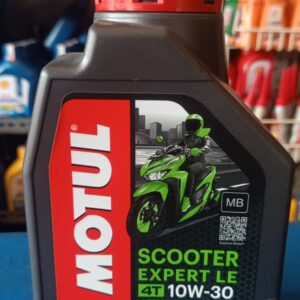 MOTUL®
MB
SCOOTER
EXPERT LE
4T 10W-30